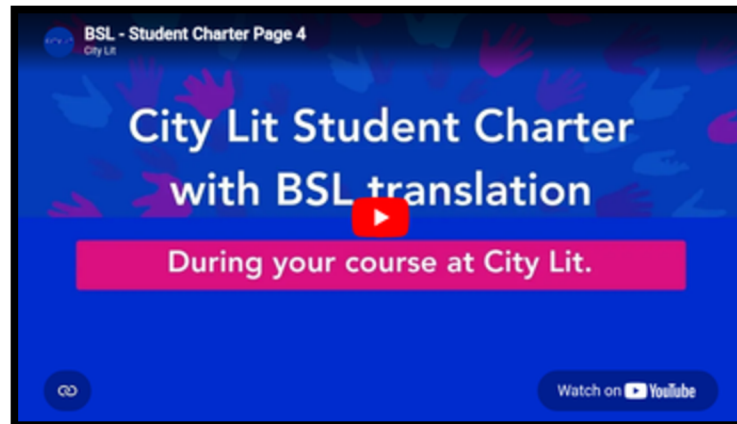 BSL - Student Charter Page 4
City Lit
City Lit Student Charter
with BSL translation
During your course at City Lit.
Watch on YouTube